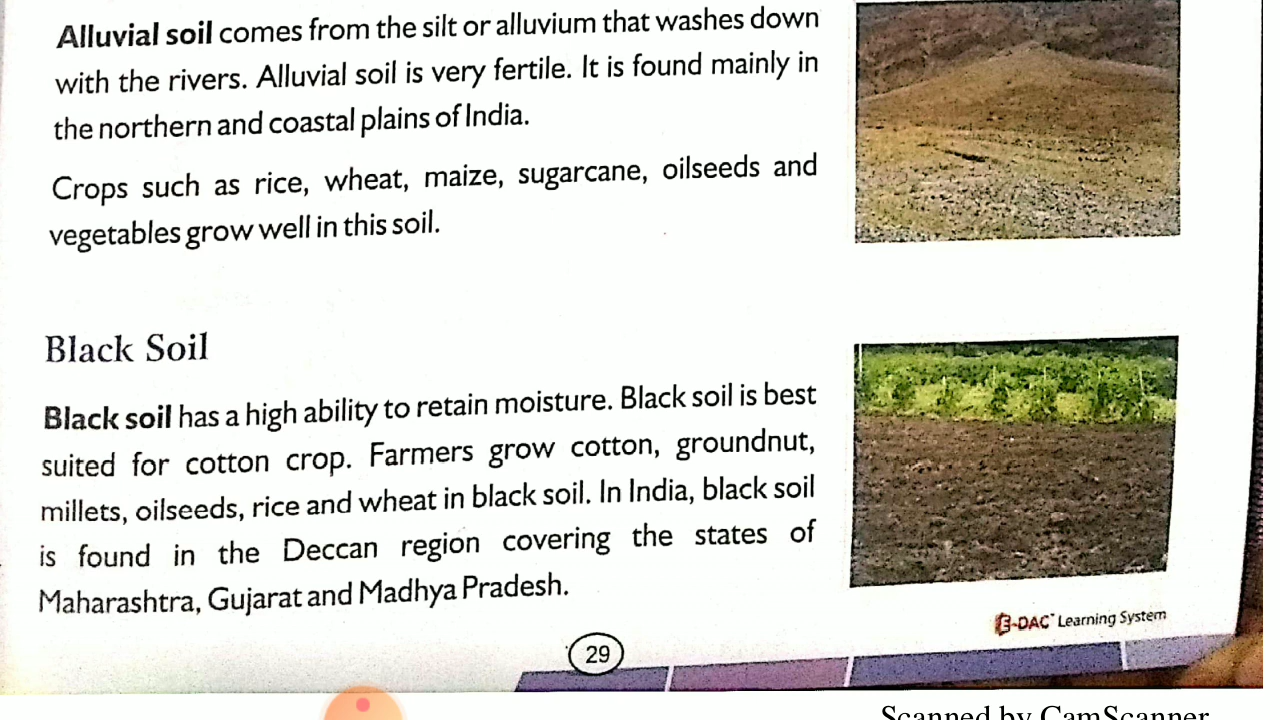 Alluvial soil comes from the silt or alluvium that washes down
with the rivers. Alluvial soil is very fertile. It is found mainly in
the northern and coastal plains of India.
Crops such as rice, wheat, maize, sugarcane, oilseeds and
vegetables grow well in this soil.
Black Soil
Black soil has a high ability to retain moisture. Black soil is best
suited for cotton crop. Farmers grow cotton, groundnut,
millets, oilseeds, rice and wheat in black soil. In India, black soil
is found in the Deccan region covering the states of
Maharashtra, Gujarat and Madhya Pradesh.
E-DAC™ Learning System
29
Scanned by CamScanner